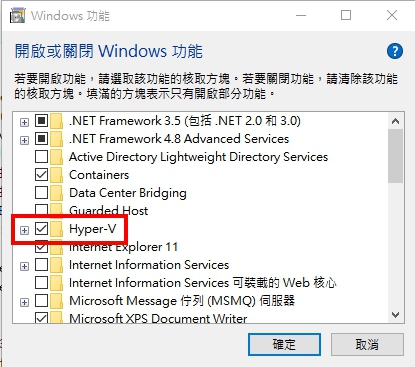 Windows 功能
開啟或關閉 Windows 功能
若要開啟功能，請選取該功能的核取方塊。若要關閉功能，請清除該功能
的核取方塊。填滿的方塊表示只有開啟部分功能。
.NET Framework 3.5 (包括 .NET 2.0 和 3.0)
.NET Framework 4.8 Advanced Services
Active Directory Lightweight Directory Services
Containers
Data Center Bridging
Guarded Host
Hyper-V
Internet Explorer 11
Internet Information Services
Internet Information Services 可裝載的 Web 核心
Microsoft Message 佇列 (MSMQ) 伺服器
Microsoft XPS Document Writer
確定
取消